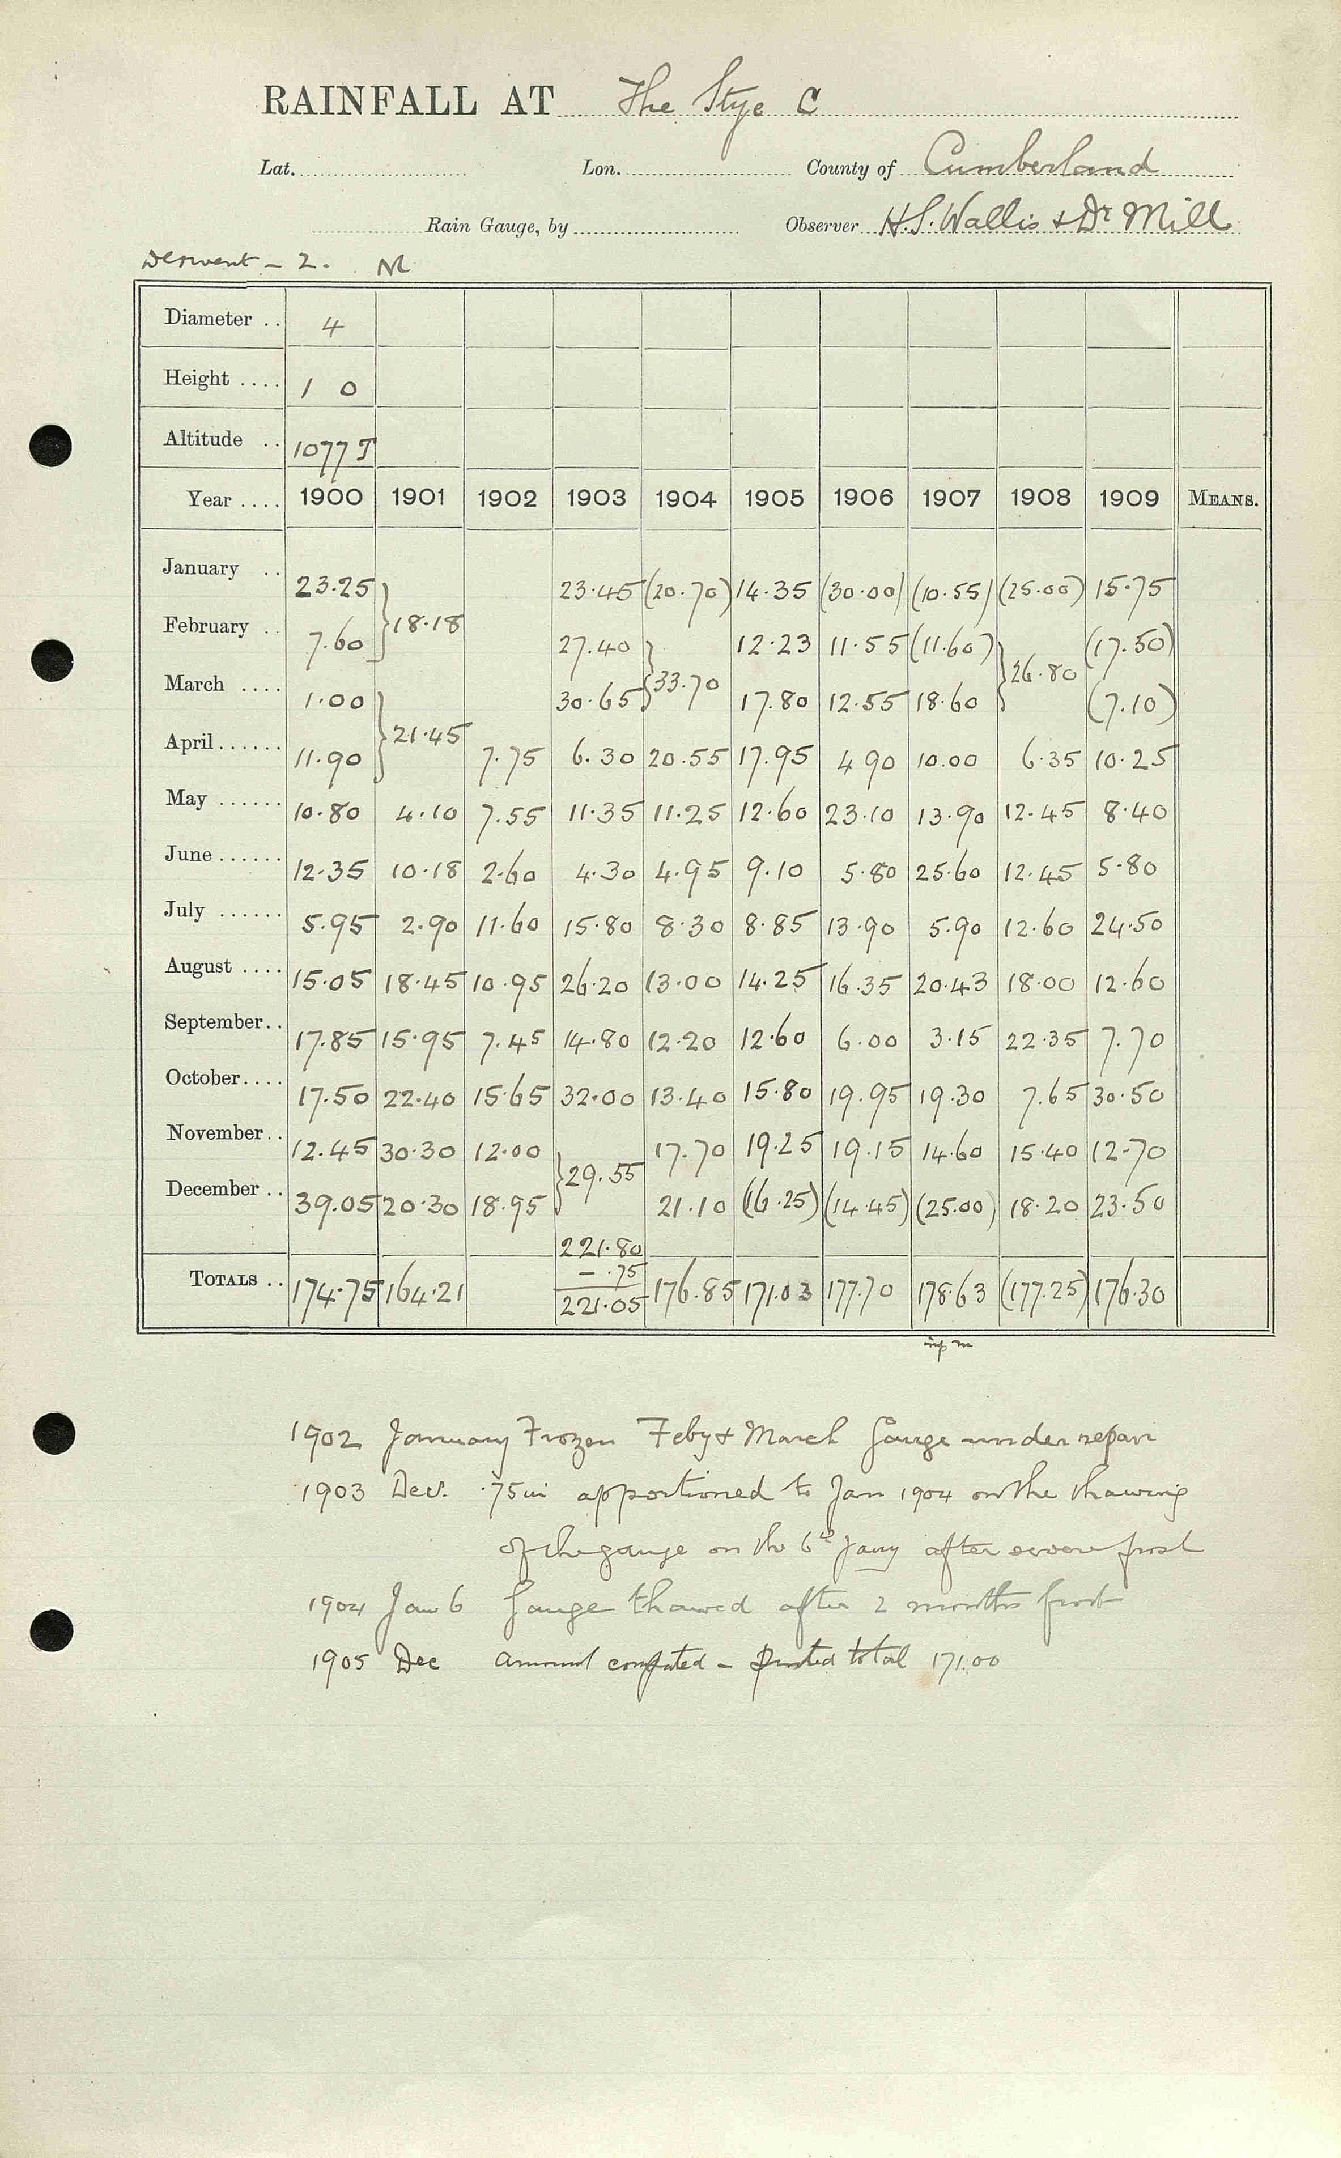 RAINFALL AT The Stye C
Lat. Lon. County of Cumberland
Rain Gauge, by Observer H.S. Wallis & Dr Mill
Derwent - 2.
Diameter .. 4
Height .... 1 0
Altitude .. 1077 T
Year .... 1900 1901 1902 1903 1904 1905 1906 1907 1908 1909 MEANS.
January .. 23.25 23.45 (20.70) 14.35 (30.00) (10.55) (25.00) 15.75
February .. 7.60 } 18.18 27.40 12.23 11.55 (11.60) (17.50)
March .... 1.00 30.65 } 33.70 17.80 12.55 18.60 } 26.80 (7.10)
April ...... 11.90 } 21.45 7.75 6.30 20.55 17.95 4 90 10.00 6.35 10.25
May ...... 10.80 4.10 7.55 11.35 11.25 12.60 23.10 13.90 12.45 8.40
June ...... 12.35 10.18 2.60 4.30 4.95 9.10 5.80 25.60 12.45 5.80
July ...... 5.95 2.90 11.60 15.80 8.30 8.85 13.90 5.90 12.60 24.50
August .... 15.05 18.45 10.95 26.20 13.00 14.25 16.35 20.43 18.00 12.60
September .. 17.85 15.95 7.45 14.80 12.20 12.60 6.00 3.15 22.35 7.70
October .... 17.50 22.40 15.65 32.00 13.40 15.80 19.95 19.30 7.65 30.50
November .. 12.45 30.30 12.00 17.70 19.25 19.15 14.60 15.40 12.70
December .. 39.05 20.30 18.95 } 29.55 21.10 (16.25) (14.45) (25.00) 18.20 23.50
221.80
- .75
TOTALS .. 174.75 164.21 221.05 176.85 171.03 177.70 178.63 (177.25) 176.30
1902 January Frozen Feby & March Gauge under repair
1903 Dec. .75 in apportioned to Jan 1904 on the thawing
of the gauge on the 6th Jany after severe frost
1904 Jan 6 Gauge thawed after 2 months frost
1905 Dec Amount computed - Printed total 171.00